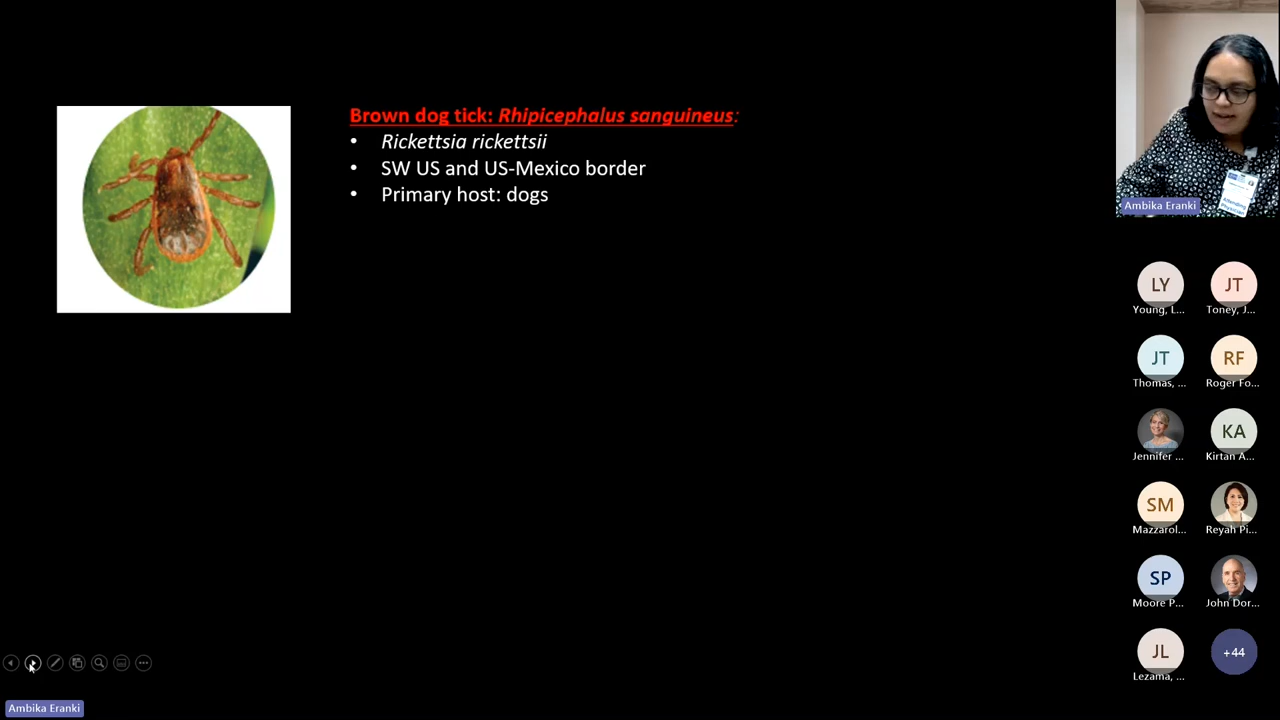 Brown dog tick: Rhipicephalus sanguineus:
• Rickettsia rickettsii
• SW US and US-Mexico border
• Primary host: dogs
Attending
Physician
Ambika Eranki
LY
JT
Young, L...
Toney, J...
JT
RF
Thomas, ...
Roger Fo...
KA
Jennifer ...
Kirtan A...
SM
Mazzarol...
Reyah Pi...
SP
Moore P...
John Dor...
JL
+44
Lezama, ...
Ambika Eranki